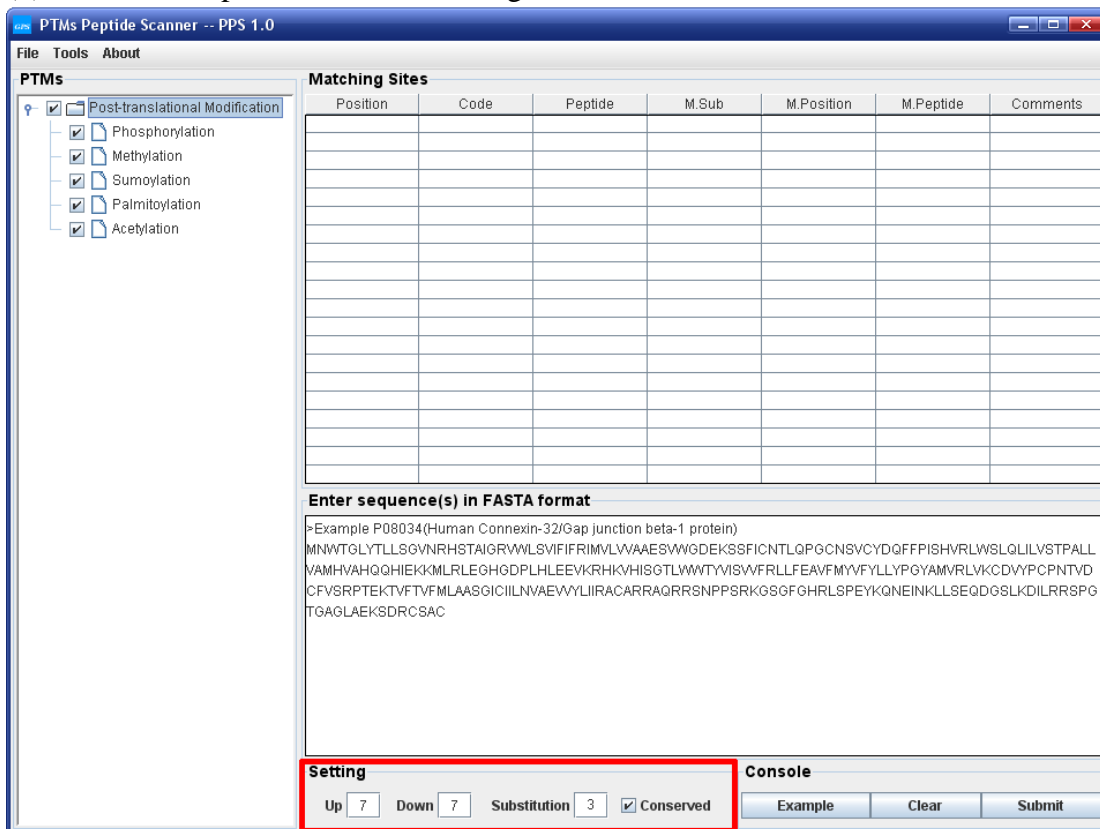 PTMs Peptide Scanner -- PPS 1.0
File Tools About
PTMs
Post-translational Modification
Phosphorylation
Methylation
Sumoylation
Palmitoylation
Acetylation
Matching Sites
Position Code Peptide M.Sub M.Position M.Peptide Comments
Enter sequence(s) in FASTA format
>Example P08034(Human Connexin-32/Gap junction beta-1 protein)
MNWTGLYTLLSGVNRHSTAIGRVWLSVIFIFRIMVLVVAAESVWGDEKSSFICNTLQPGCNSVCYDQFFPISHVRLWSLQLILVSTPALL
VAMHVAHQQHIEKKMLRLEGHGDPLHLEEVKRHKVHISGTLWWTYVISVVFRLLFEAVFMYVFYLLYPGYAMVRLVKCDVYPCPNTVD
CFVSRPTEKTVFTVFMLAASGICIILNVAEVVYLIIRACARRAQRRSNPPSRKGSGFGHRLSPEYKQNEINKLLSEQDGSLKDILRRSPG
TGAGLAEKSDRCSAC
Setting
Up 7 Down 7 Substitution 3 Conserved
Console
Example Clear Submit